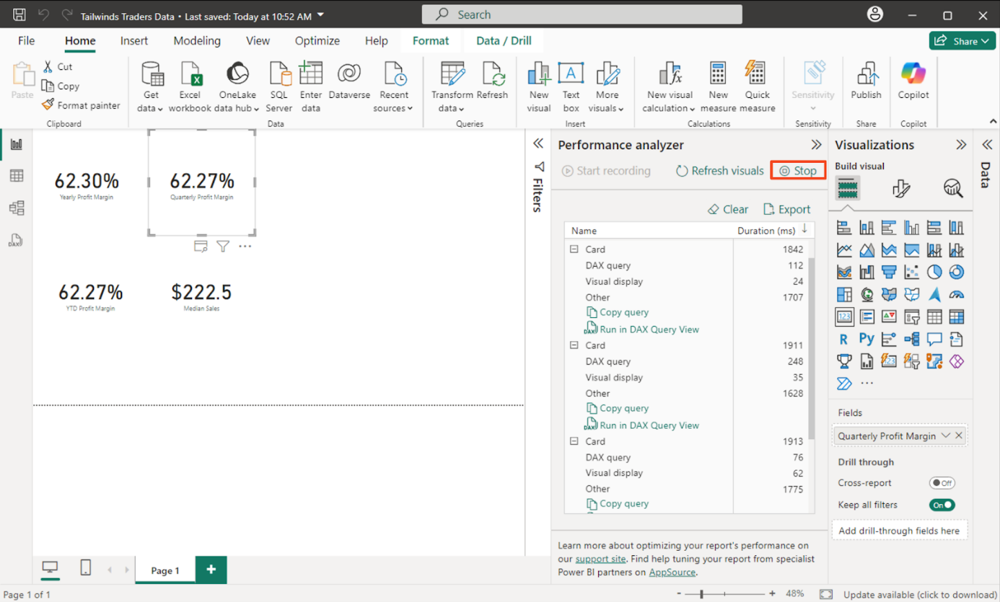 Tailwinds Traders Data • Last saved: Today at 10:52 AM
Search
File
Home
Insert
Modeling
View
Optimize
Help
Format
Data / Drill
Share
Paste
Cut
Copy
Format painter
Clipboard
Get data
Excel workbook
OneLake data hub
SQL Server
Enter data
Dataverse
Recent sources
Data
Transform data
Refresh
Queries
New visual
Text box
More visuals
Insert
New visual calculation
New measure
Quick measure
Calculations
Sensitivity
Sensitivity
Publish
Share
Copilot
Copilot
62.30%
Yearly Profit Margin
62.27%
Quarterly Profit Margin
62.27%
YTD Profit Margin
$222.5
Median Sales
Filters
Performance analyzer
Start recording
Refresh visuals
Stop
Clear
Export
Name Duration (ms)
Card 1842
DAX query 112
Visual display 24
Other 1707
Copy query
Run in DAX Query View
Card 1911
DAX query 248
Visual display 35
Other 1628
Copy query
Run in DAX Query View
Card 1913
DAX query 76
Visual display 62
Other 1775
Copy query
Learn more about optimizing your report's performance on
our support site. Find help tuning your report from specialist
Power BI partners on AppSource.
Visualizations
Build visual
123
R
Py
123
Fields
Quarterly Profit Margin
Drill through
Cross-report Off
Keep all filters On
Add drill-through fields here
Data
DAX
Page 1
+
Page 1 of 1
- + 48%
Update available (click to download)